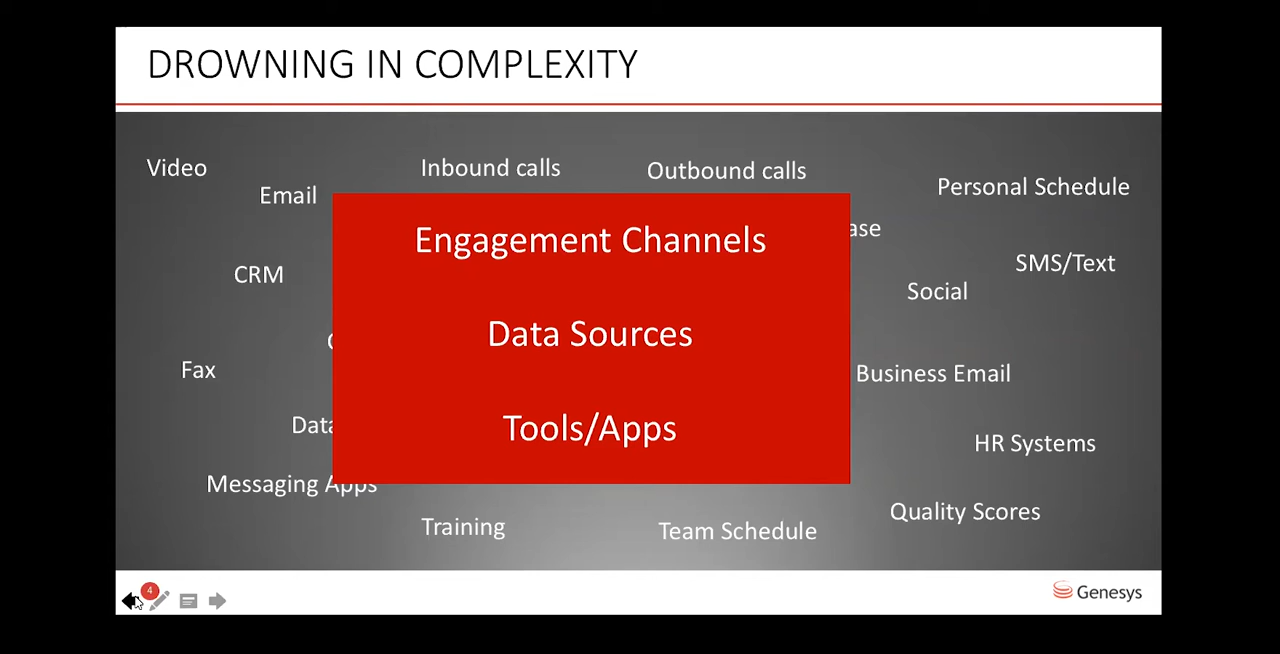 DROWNING IN COMPLEXITY
Video
Inbound calls
Outbound calls
Email
Personal Schedule
Engagement Channels
CRM
SMS/Text
Social
Data Sources
Fax
Business Email
Tools/Apps
HR Systems
Messaging Apps
Quality Scores
Training
Team Schedule
4
Genesys